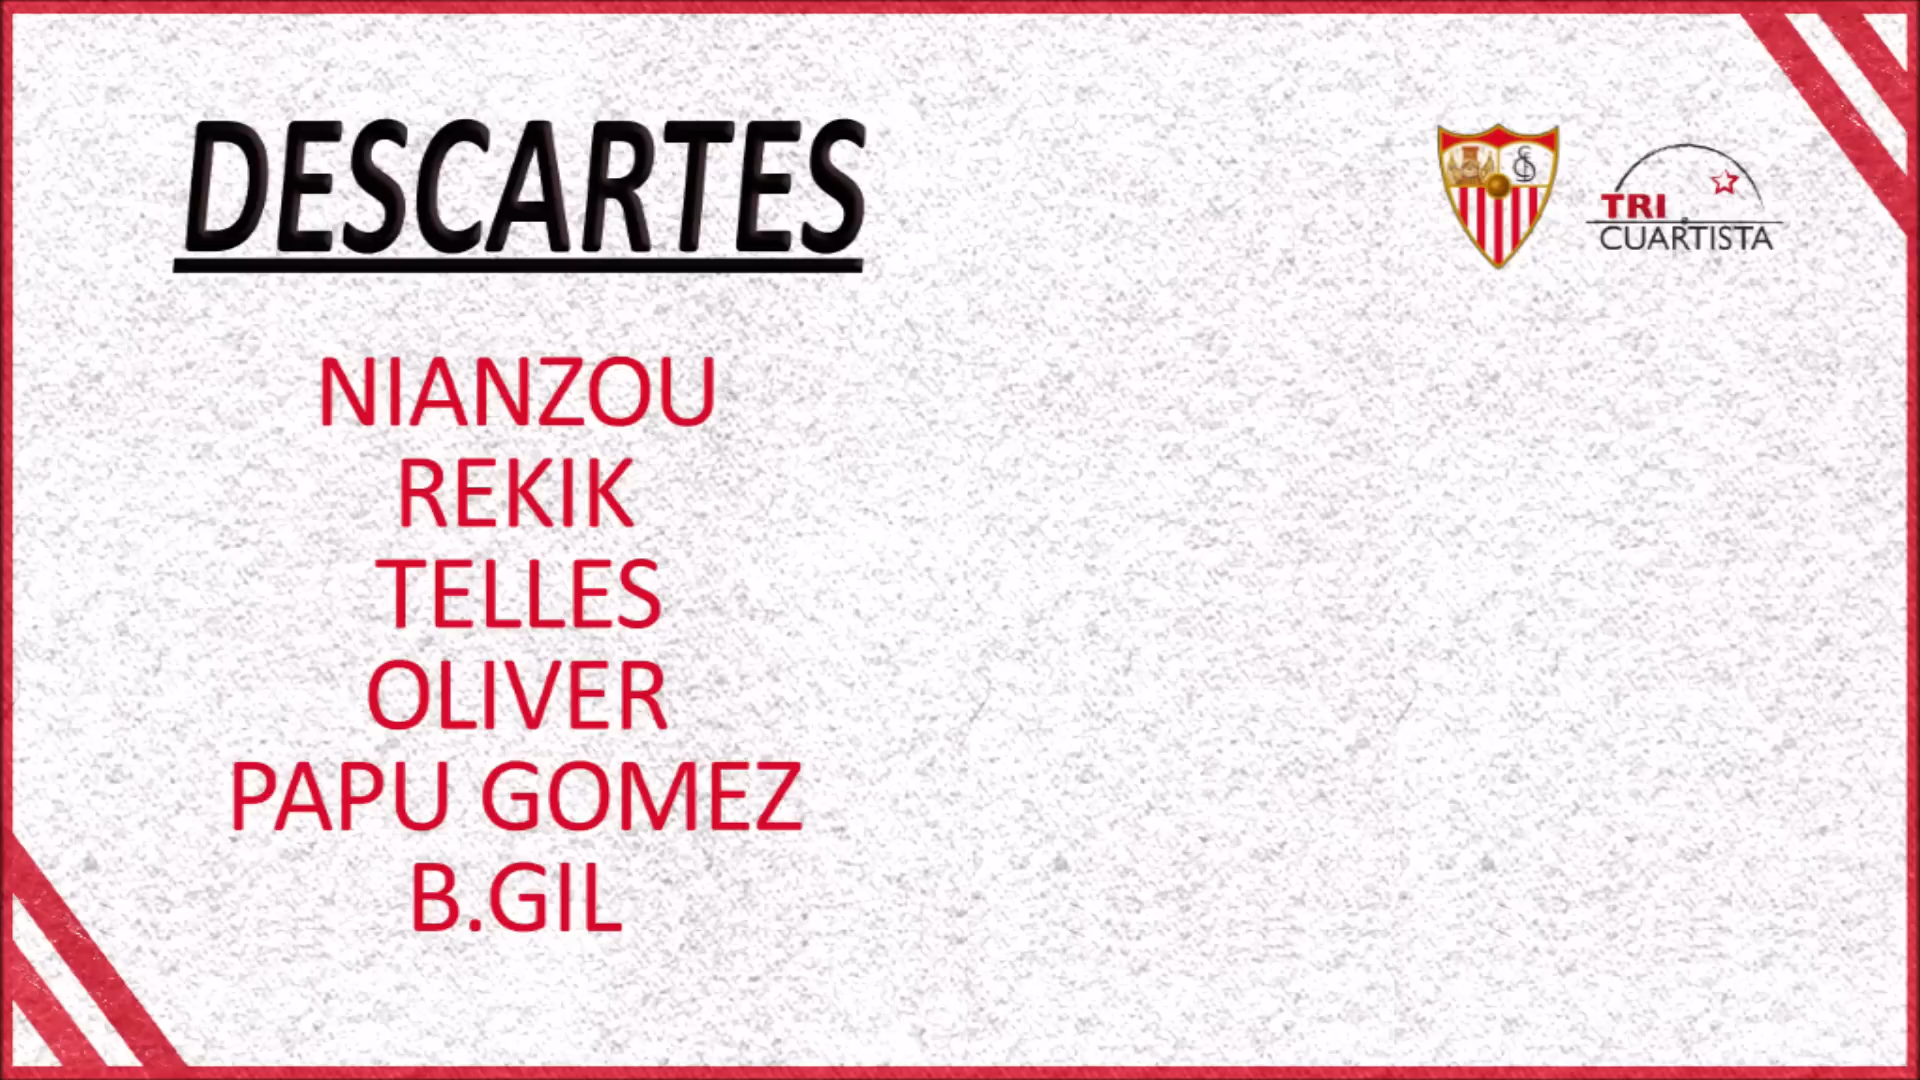 DESCARTES
TRI
CUARTISTA
NIANZOU
REKIK
TELLES
OLIVER
PAPU GOMEZ
B.GIL